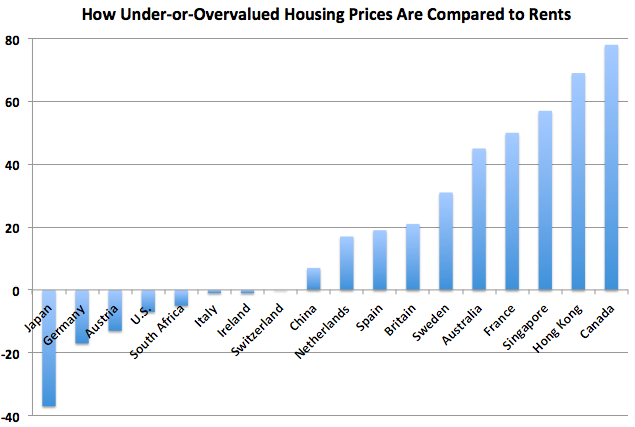 How Under-or-Overvalued Housing Prices Are Compared to Rents
80
60
40
20
0
-20
-40
Japan
Germany
Austria
U.S.
South Africa
Italy
Ireland
Switzerland
China
Netherlands
Spain
Britain
Sweden
Australia
France
Singapore
Hong Kong
Canada